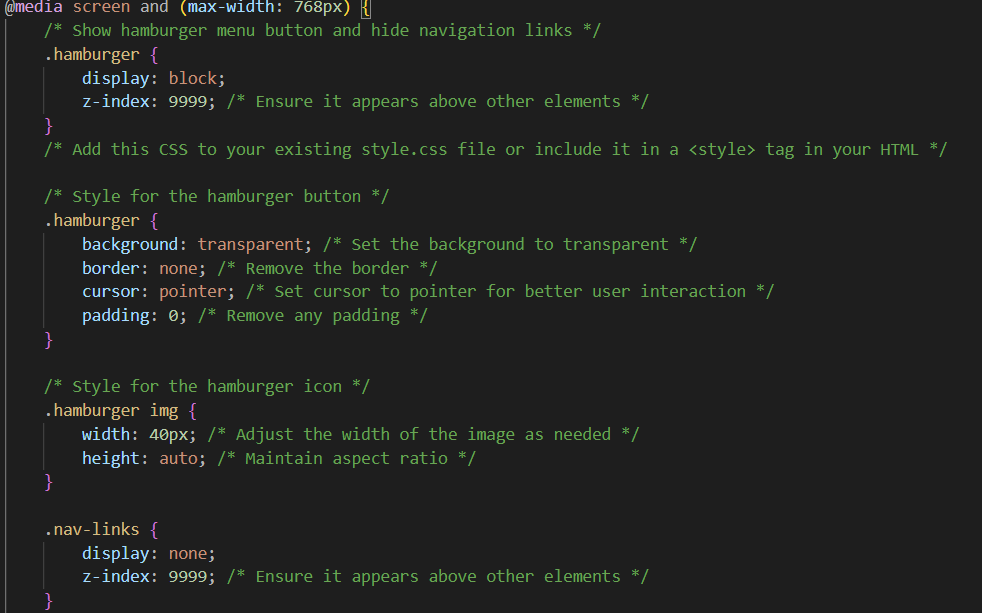 @media screen and (max-width: 768px) {
/* Show hamburger menu button and hide navigation links */
.hamburger {
display: block;
z-index: 9999; /* Ensure it appears above other elements */
}
/* Add this CSS to your existing style.css file or include it in a <style> tag in your HTML */
/* Style for the hamburger button */
.hamburger {
background: transparent; /* Set the background to transparent */
border: none; /* Remove the border */
cursor: pointer; /* Set cursor to pointer for better user interaction */
padding: 0; /* Remove any padding */
}
/* Style for the hamburger icon */
.hamburger img {
width: 40px; /* Adjust the width of the image as needed */
height: auto; /* Maintain aspect ratio */
}
.nav-links {
display: none;
z-index: 9999; /* Ensure it appears above other elements */
}